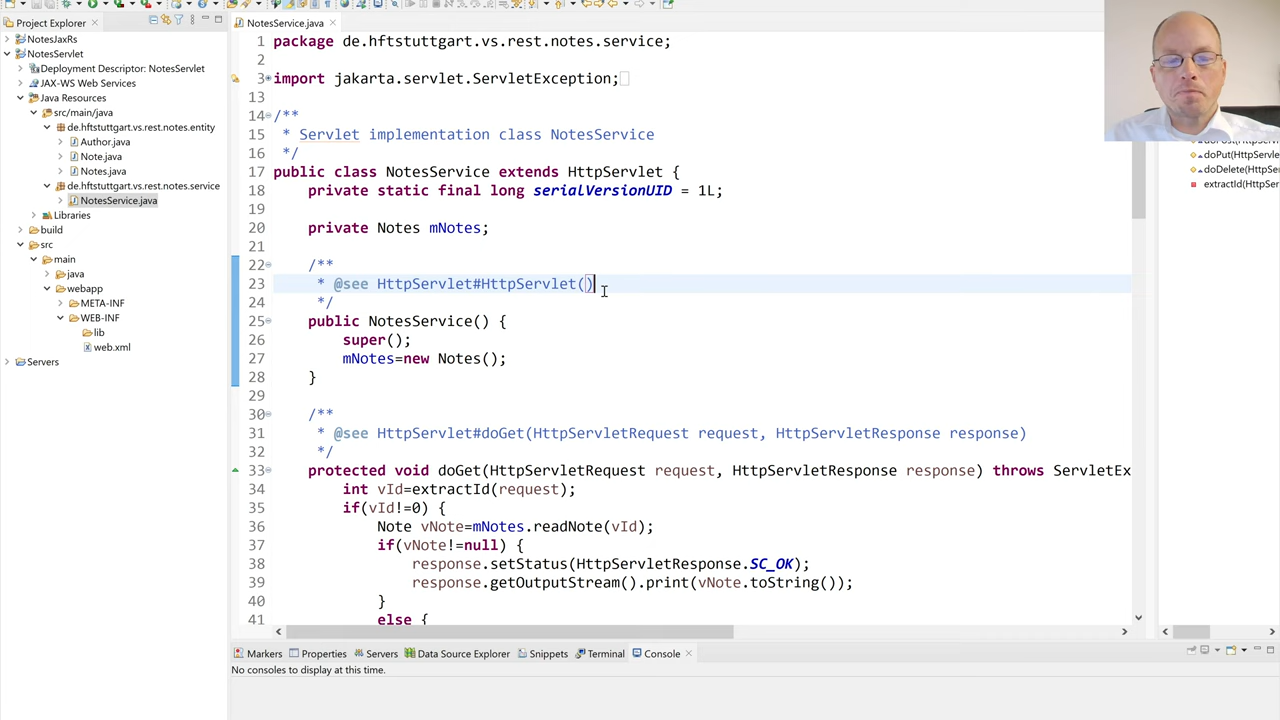 Project Explorer
NotesJaxRs
NotesServlet
Deployment Descriptor: NotesServlet
JAX-WS Web Services
Java Resources
src/main/java
de.hftstuttgart.vs.rest.notes.entity
Author.java
Note.java
Notes.java
de.hftstuttgart.vs.rest.notes.service
NotesService.java
Libraries
build
src
main
java
webapp
META-INF
WEB-INF
lib
web.xml
Servers
NotesService.java
1 package de.hftstuttgart.vs.rest.notes.service;
2
3 import jakarta.servlet.ServletException;
13
14 /**
15 * Servlet implementation class NotesService
16 */
17 public class NotesService extends HttpServlet {
18 private static final long serialVersionUID = 1L;
19
20 private Notes mNotes;
21
22 /**
23 * @see HttpServlet#HttpServlet()
24 */
25 public NotesService() {
26 super();
27 mNotes=new Notes();
28 }
29
30 /**
31 * @see HttpServlet#doGet(HttpServletRequest request, HttpServletResponse response)
32 */
33 protected void doGet(HttpServletRequest request, HttpServletResponse response) throws ServletEx
34 int vId=extractId(request);
35 if(vId!=0) {
36 Note vNote=mNotes.readNote(vId);
37 if(vNote!=null) {
38 response.setStatus(HttpServletResponse.SC_OK);
39 response.getOutputStream().print(vNote.toString());
40 }
41 else {
doPut(HttpServl
doDelete(HttpSe
extractId(HttpSer
Markers Properties Servers Data Source Explorer Snippets Terminal Console
No consoles to display at this time.